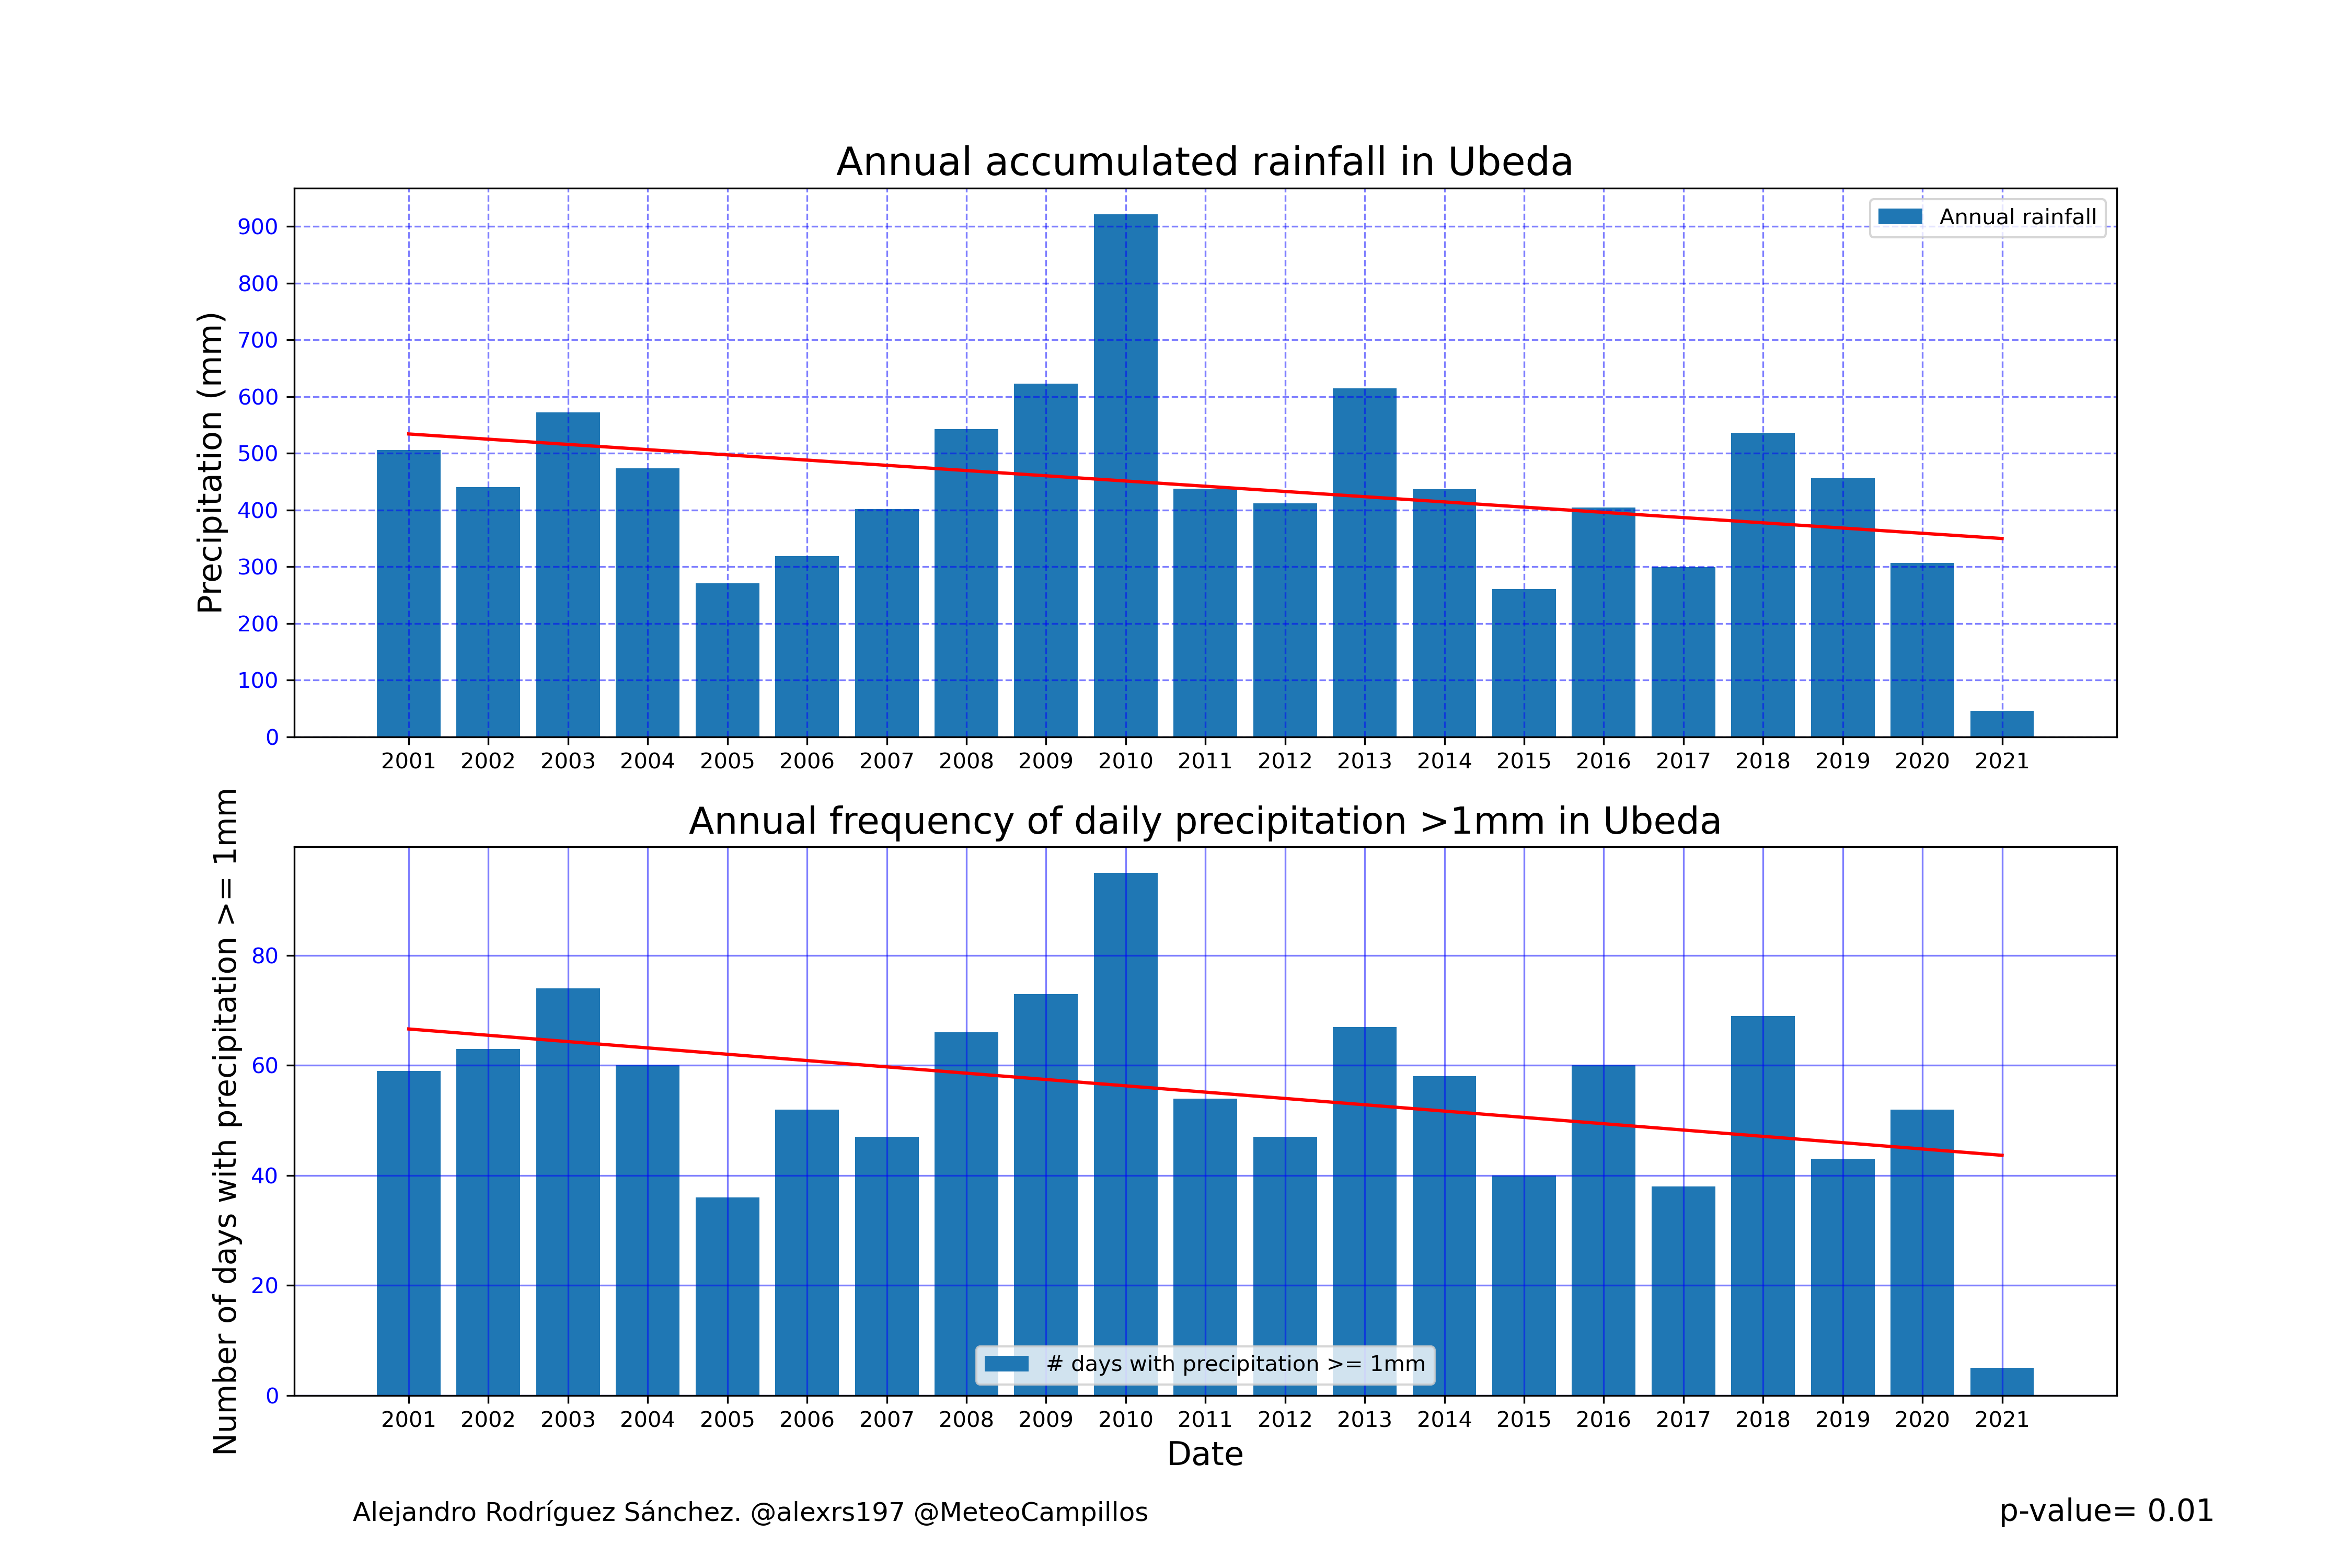 Annual accumulated rainfall in Ubeda
Precipitation (mm)
900
800
700
600
500
400
300
200
100
0
Annual rainfall
2001 2002 2003 2004 2005 2006 2007 2008 2009 2010 2011 2012 2013 2014 2015 2016 2017 2018 2019 2020 2021
Annual frequency of daily precipitation >1mm in Ubeda
Number of days with precipitation >= 1mm
80
60
40
20
0
# days with precipitation >= 1mm
2001 2002 2003 2004 2005 2006 2007 2008 2009 2010 2011 2012 2013 2014 2015 2016 2017 2018 2019 2020 2021
Date
Alejandro Rodríguez Sánchez. @alexrs197 @MeteoCampillos
p-value= 0.01